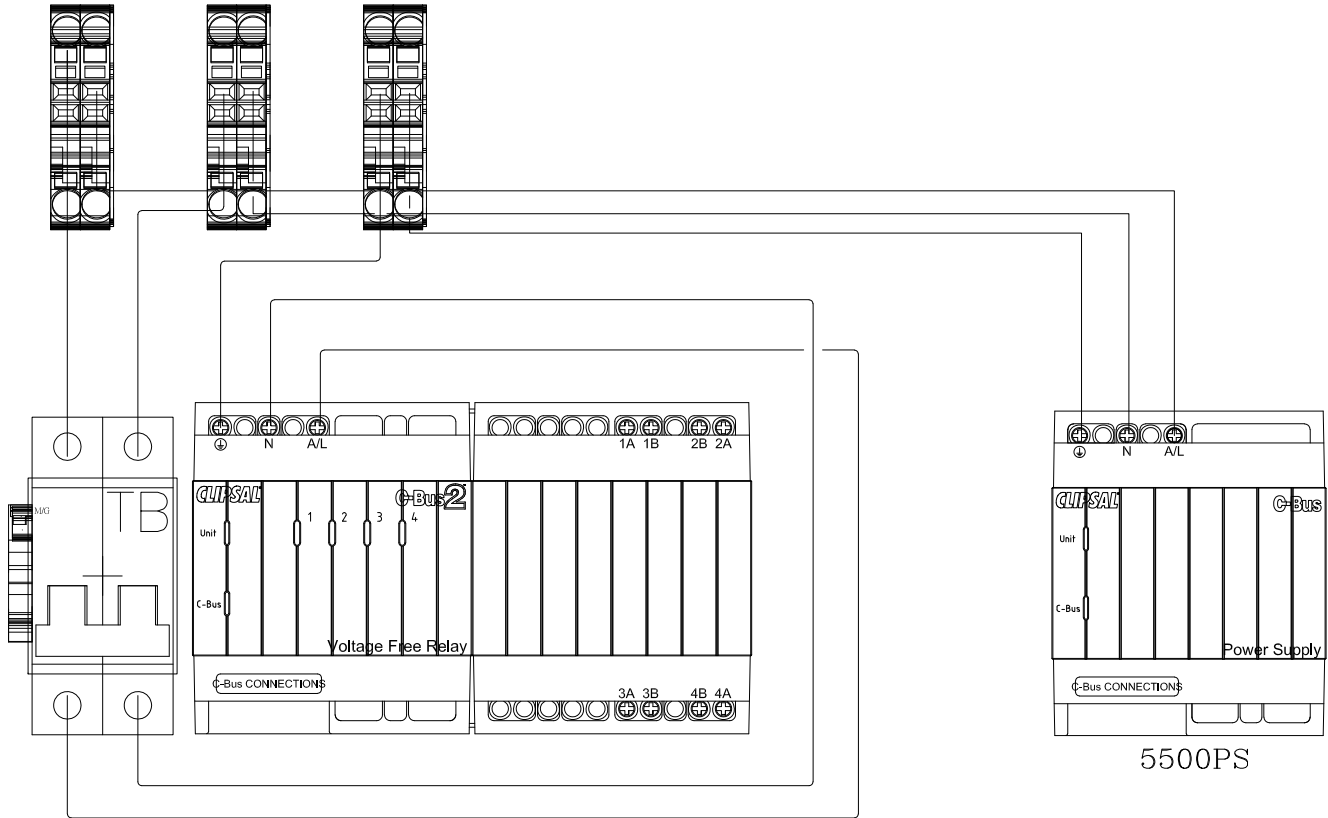 N A/L
1A 1B 2B 2A
N A/L
CLIPSAL C-Bus2
CLIPSAL C-Bus
M/G
TB
1 2 3 4
Unit
Unit
C-Bus
C-Bus
Voltage Free Relay
Power Supply
C-Bus CONNECTIONS
C-Bus CONNECTIONS
3A 3B 4B 4A
5500PS